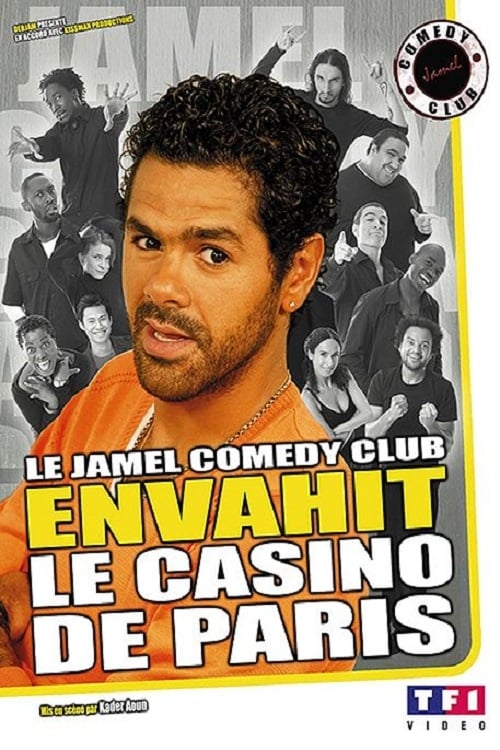 DEBJAM PRÉSENTE
EN ACCORD AVEC KISSMAN PRODUCTIONS
JAMEL
COMEDY
Jamel
CLUB
LE JAMEL COMEDY CLUB
ENVAHIT
LE CASINO
DE PARIS
Mis en scène par Kader Aoun
TF1
VIDEO